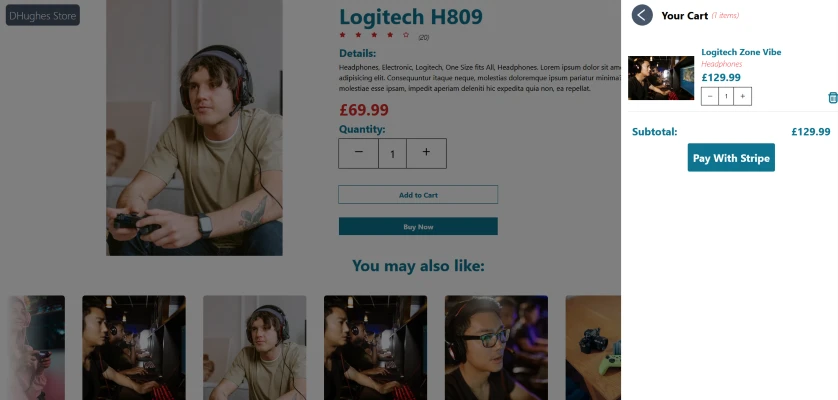 DHughes Store
Logitech H809
(20)
Details:
Headphones, Electronic, Logitech, One Size fits All, Headphones. Lorem ipsum dolor sit am
adipisicing elit. Consequuntur itaque neque, molestias doloremque ipsum pariatur minima
molestiae esse ipsam, impedit aperiam deleniti hic expedita quia non, ea repellat.
£69.99
Quantity:
− 1 +
Add to Cart
Buy Now
You may also like:
Your Cart (1 items)
Logitech Zone Vibe
Headphones
£129.99
− 1 +
Subtotal: £129.99
Pay With Stripe